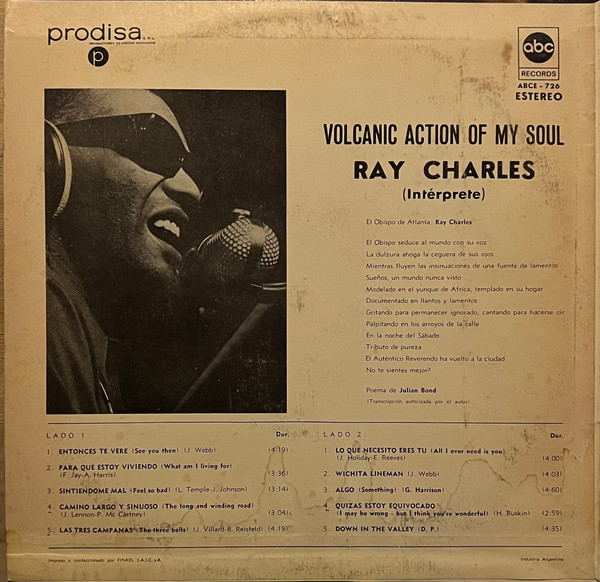 prodisa S.R.L.
PRODUCTORES DE DISCOS ASOCIADOS
p
abc
RECORDS
ABCE - 726
ESTEREO
VOLCANIC ACTION OF MY SOUL
RAY CHARLES
(Intérprete)
El Obispo de Atlanta: Ray Charles
El Obispo seduce al mundo con su voz
La dulzura ahoga la ceguera de sus ojos
Mientras fluyen las insinuaciones de una fuente de lamentos
Sueños, un mundo nunca visto
Modelado en el yunque de Africa, templado en su hogar
Documentado en llantos y lamentos
Gritando para permanecer ignorado, cantando para hacerse oír
Palpitando en los arroyos de la calle
En la noche del Sábado
Tributo de pureza
El Auténtico Reverendo ha vuelto a la ciudad
No te sientes mejor?
Poema de Julian Bond
(Transcripción autorizada por el autor)
LADO 1 Dur.
1. ENTONCES TE VERE (See you then) (J. Webb) (4:19)
2. PARA QUE ESTOY VIVIENDO (What am I living for)
(F. Jay-A. Harris) (3:36)
3. SINTIENDOME MAL (Feel so bad) (L. Temple-J. Johnson) (3:14)
4. CAMINO LARGO Y SINUOSO (The long and winding road)
(J. Lennon-P. Mc Cartney) (3:04)
5. LAS TRES CAMPANAS (The three bells) (J. Villard-B. Reisfeld) (4:19)
LADO 2 Dur.
1. LO QUE NECESITO ERES TU (All I ever need is you)
(J. Holiday-E. Reeves) (4:00)
2. WICHITA LINEMAN (J. Webb) (4:03)
3. ALGO (Something) (G. Harrison) (4:60)
4. QUIZAS ESTOY EQUIVOCADO
(I may be wrong - but I think you're wonderful) (H. Ruskin) (2:59)
5. DOWN IN THE VALLEY (D. P.) (4:35)
Impreso y confeccionado por FINKEL S.A.I.C. y A.
Industria Argentina